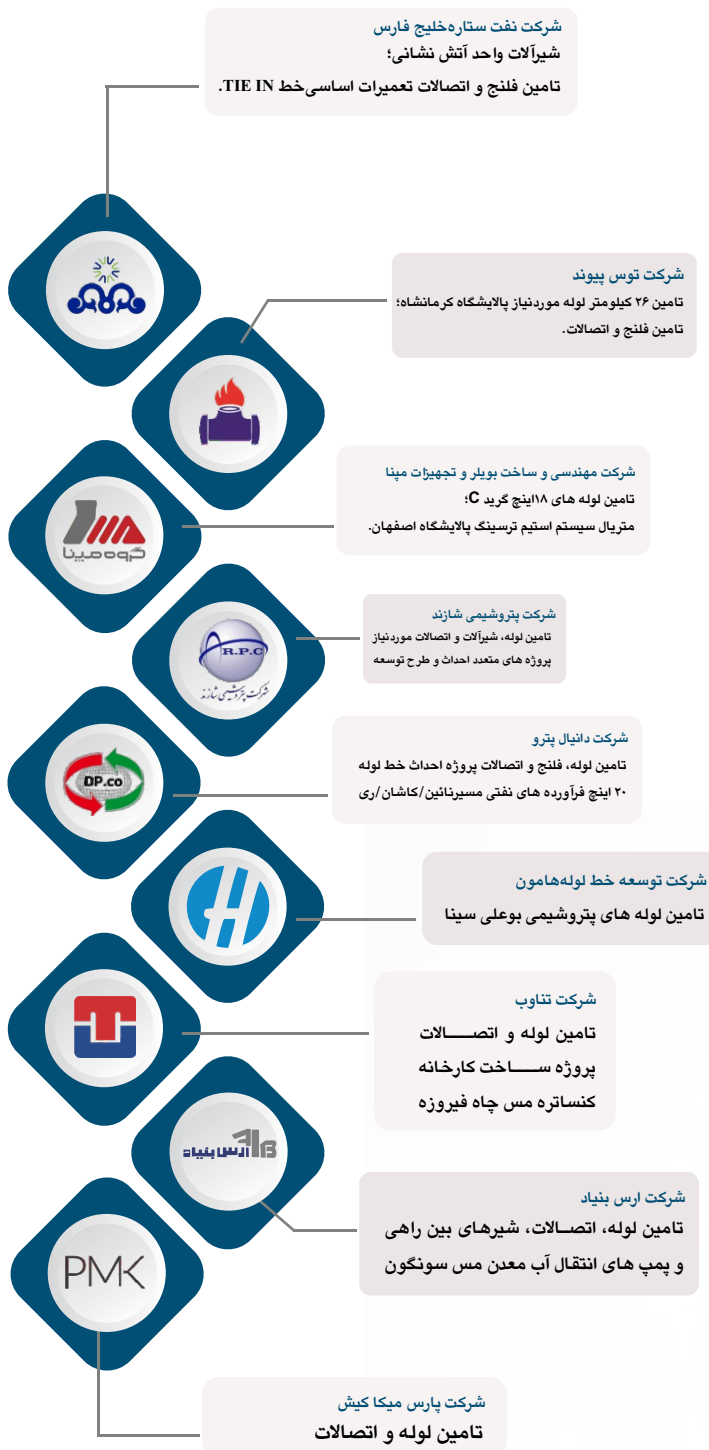 شرکت نفت ستاره‌خلیج فارس
شیرآلات واحد آتش نشانی؛
تامین فلنج و اتصالات تعمیرات اساسی‌خط TIE IN.
شرکت توس پیوند
تامین ۲۶ کیلومتر لوله موردنیاز پالایشگاه کرمانشاه؛
تامین فلنج و اتصالات.
شرکت مهندسی و ساخت بویلر و تجهیزات مپنا
تامین لوله های ۱۸اینچ گرید C؛
متریال سیستم استیم ترسینگ پالایشگاه اصفهان.
گروه مپنا
شرکت پتروشیمی شازند
تامین لوله، شیرآلات و اتصالات موردنیاز
پروژه های متعدد احداث و طرح توسعه
A.R.P.C
شرکت پتروشیمی شازند
شرکت دانیال پترو
تامین لوله، فلنج و اتصالات پروژه احداث خط لوله
۲۰ اینچ فرآورده های نفتی مسیرنائین/کاشان/ری
DP.co
شرکت توسعه خط لوله‌هامون
تامین لوله های پتروشیمی بوعلی سینا
H
شرکت تناوب
تامین لوله و اتصـــــالات
پروژه ســـــاخت کارخانه
کنساتره مس چاه فیروزه
ارس بنیاد
شرکت ارس بنیاد
تامین لوله، اتصــالات، شیرهای بین راهی
و پمپ های انتقال آب معدن مس سونگون
PMK
شرکت پارس میکا کیش
تامین لوله و اتصالات